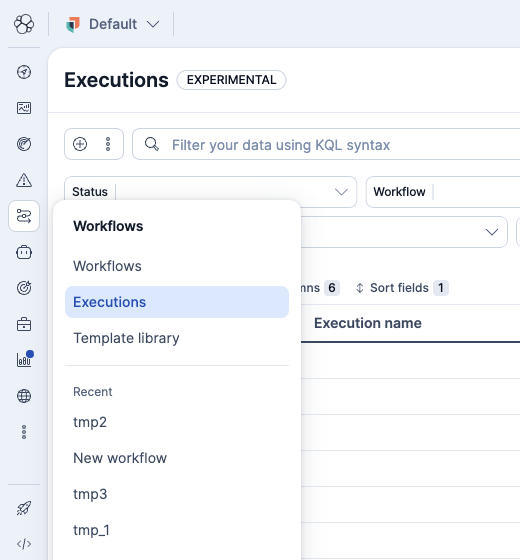 Default
Executions EXPERIMENTAL
Filter your data using KQL syntax
Status
Workflow
Workflows
Workflows
Executions
Template library
Recent
tmp2
New workflow
tmp3
tmp_1
6 Sort fields 1
Execution name